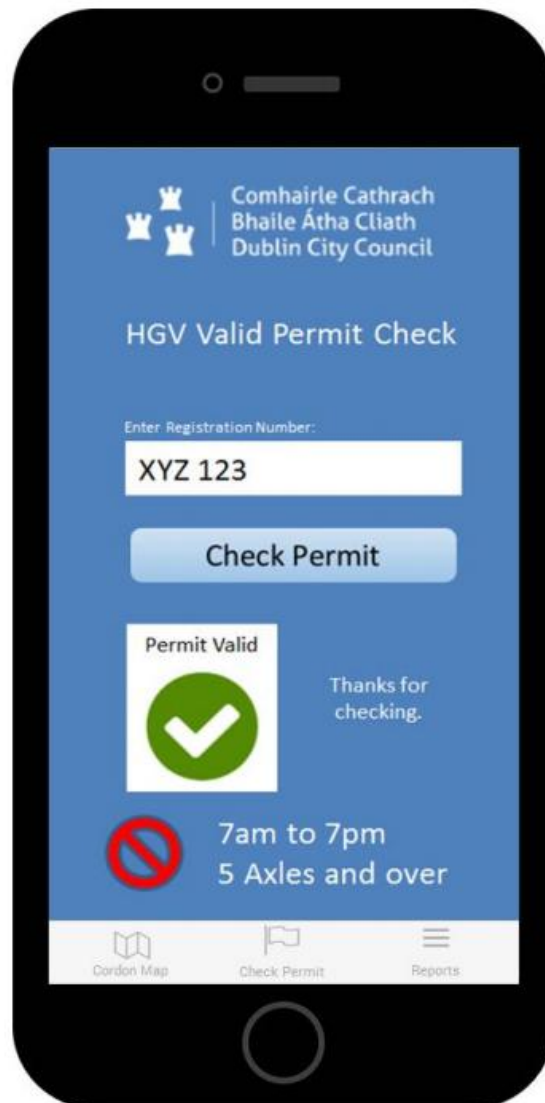 Comhairle Cathrach
Bhaile Átha Cliath
Dublin City Council
HGV Valid Permit Check
Enter Registration Number:
XYZ 123
Check Permit
Permit Valid
Thanks for
checking.
7am to 7pm
5 Axles and over
Cordon Map
Check Permit
Reports